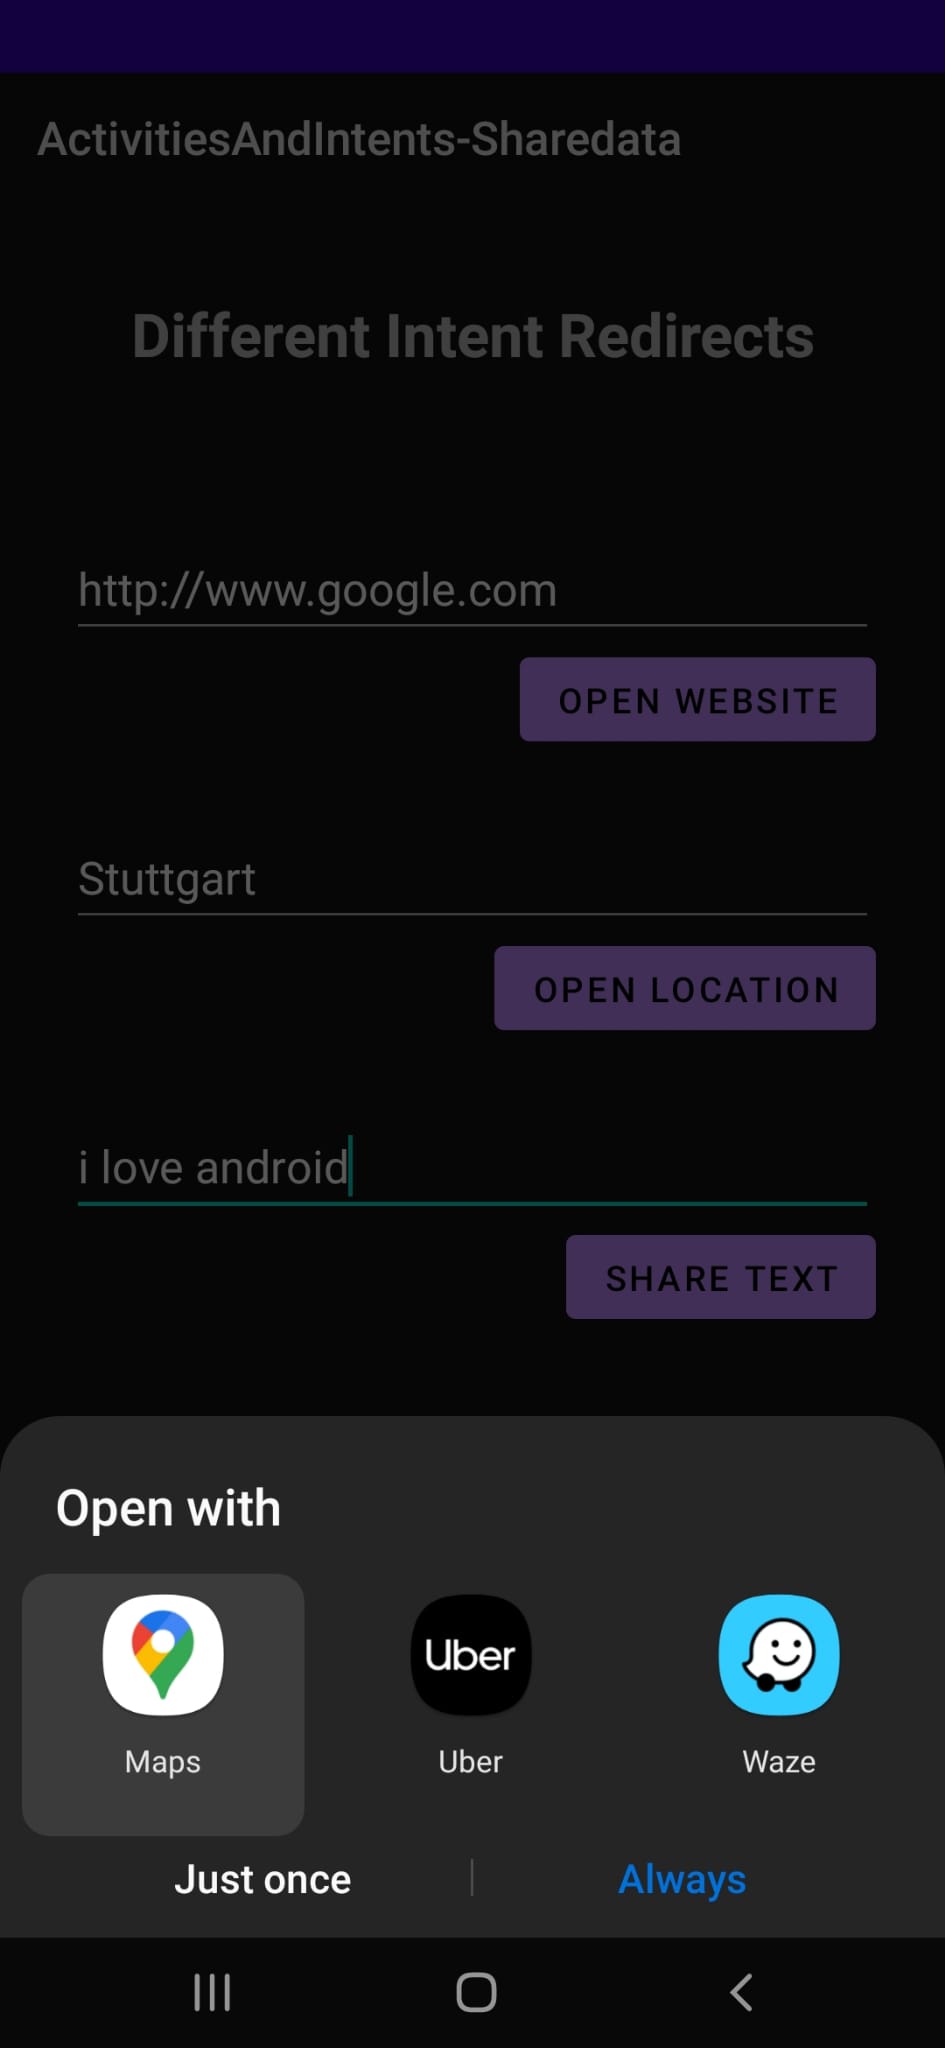 ActivitiesAndIntents-Sharedata
Different Intent Redirects
http://www.google.com
OPEN WEBSITE
Stuttgart
OPEN LOCATION
i love android
SHARE TEXT
Open with
Uber
Maps Uber Waze
Just once Always